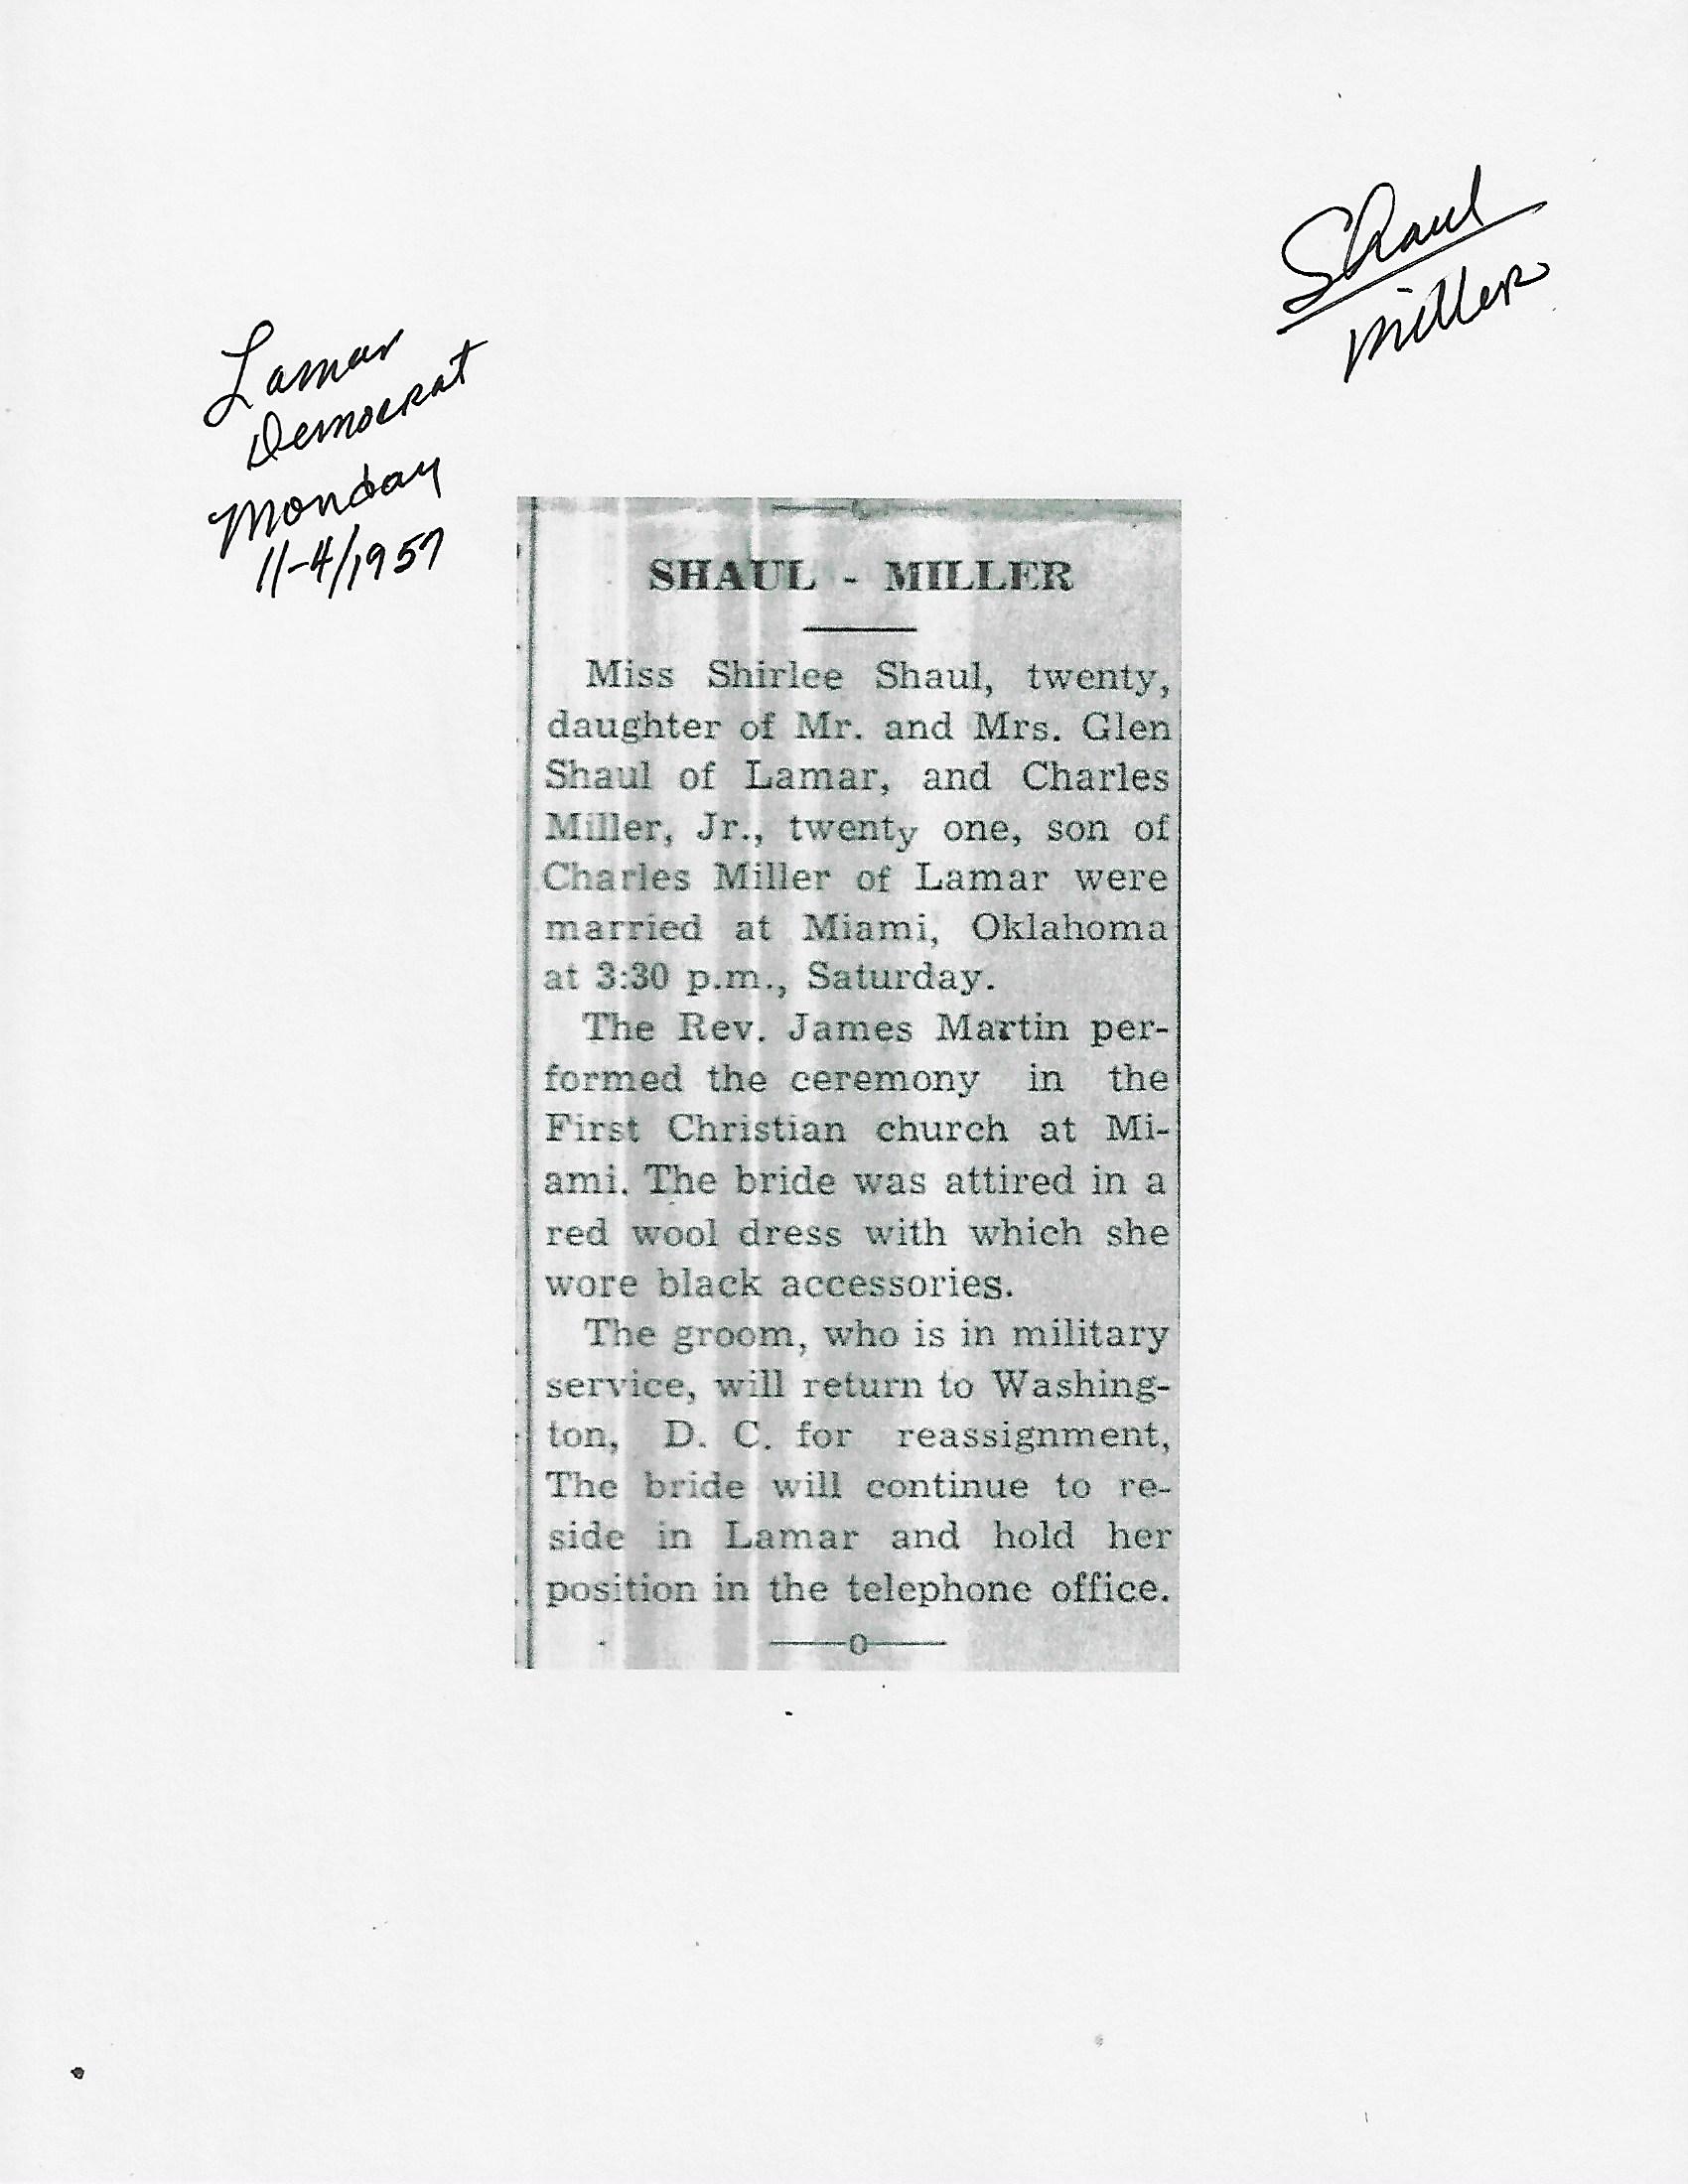 Shaul
Miller
Lamar
Democrat
Monday
11-4/1957
SHAUL - MILLER
Miss Shirlee Shaul, twenty,
daughter of Mr. and Mrs. Glen
Shaul of Lamar, and Charles
Miller, Jr., twenty one, son of
Charles Miller of Lamar were
married at Miami, Oklahoma
at 3:30 p.m., Saturday.
The Rev. James Martin per-
formed the ceremony in the
First Christian church at Mi-
ami. The bride was attired in a
red wool dress with which she
wore black accessories.
The groom, who is in military
service, will return to Washing-
ton, D. C. for reassignment,
The bride will continue to re-
side in Lamar and hold her
position in the telephone office.
——o——